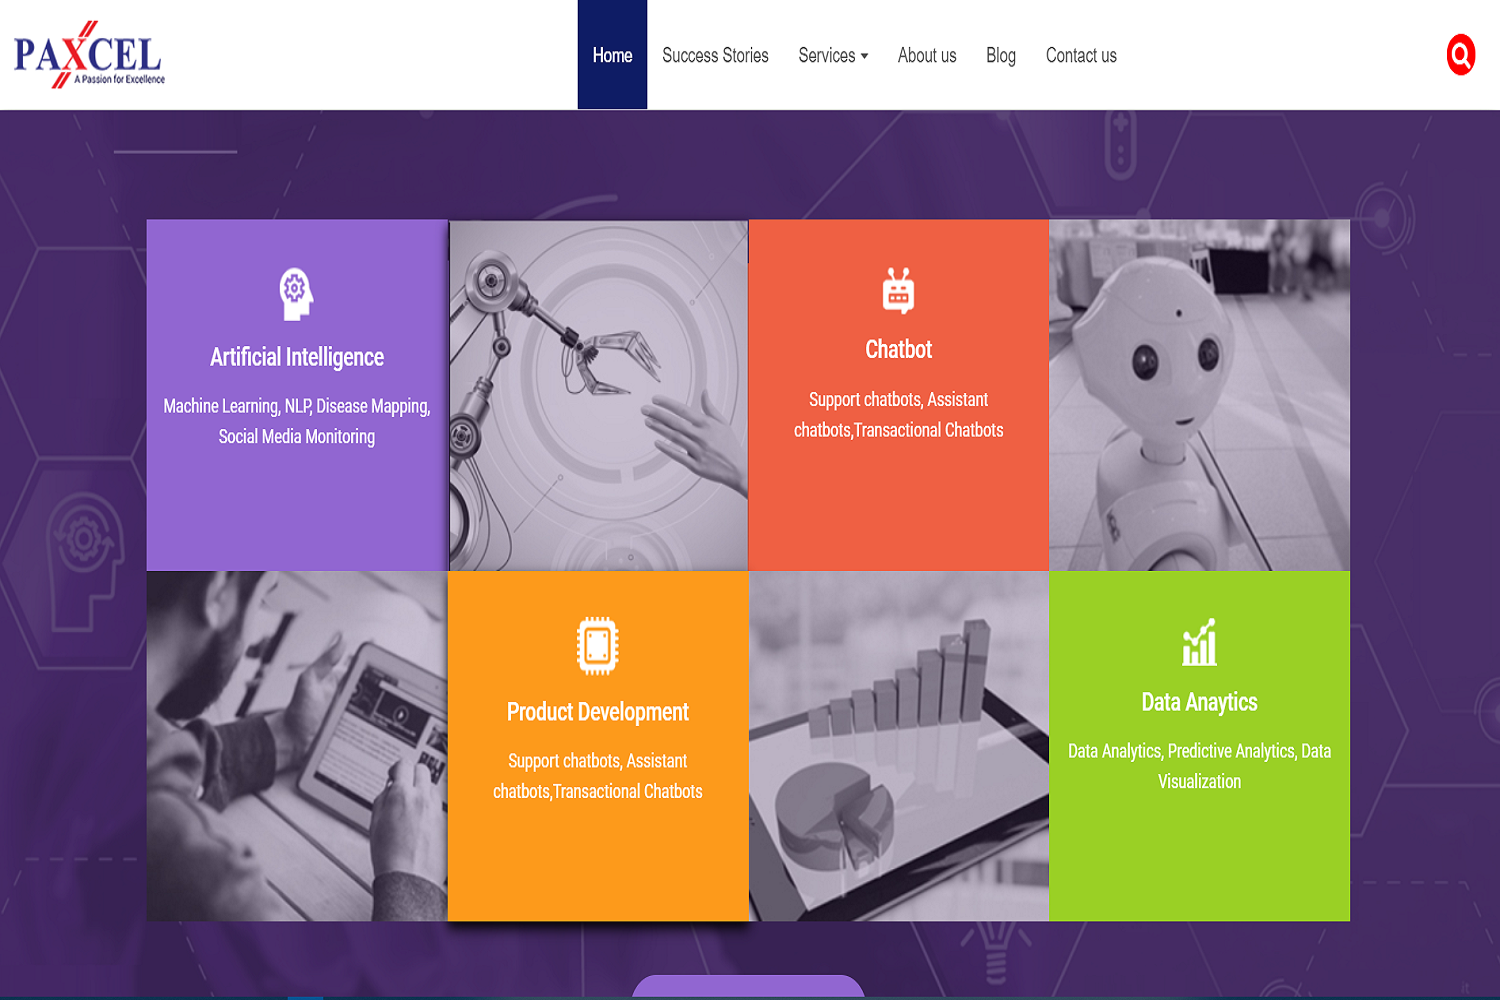 PAXCEL
A Passion for Excellence
Home Success Stories Services About us Blog Contact us
Artificial Intelligence
Machine Learning, NLP, Disease Mapping,
Social Media Monitoring
Chatbot
Support chatbots, Assistant
chatbots,Transactional Chatbots
Product Development
Support chatbots, Assistant
chatbots,Transactional Chatbots
Data Anaytics
Data Analytics, Predictive Analytics, Data
Visualization